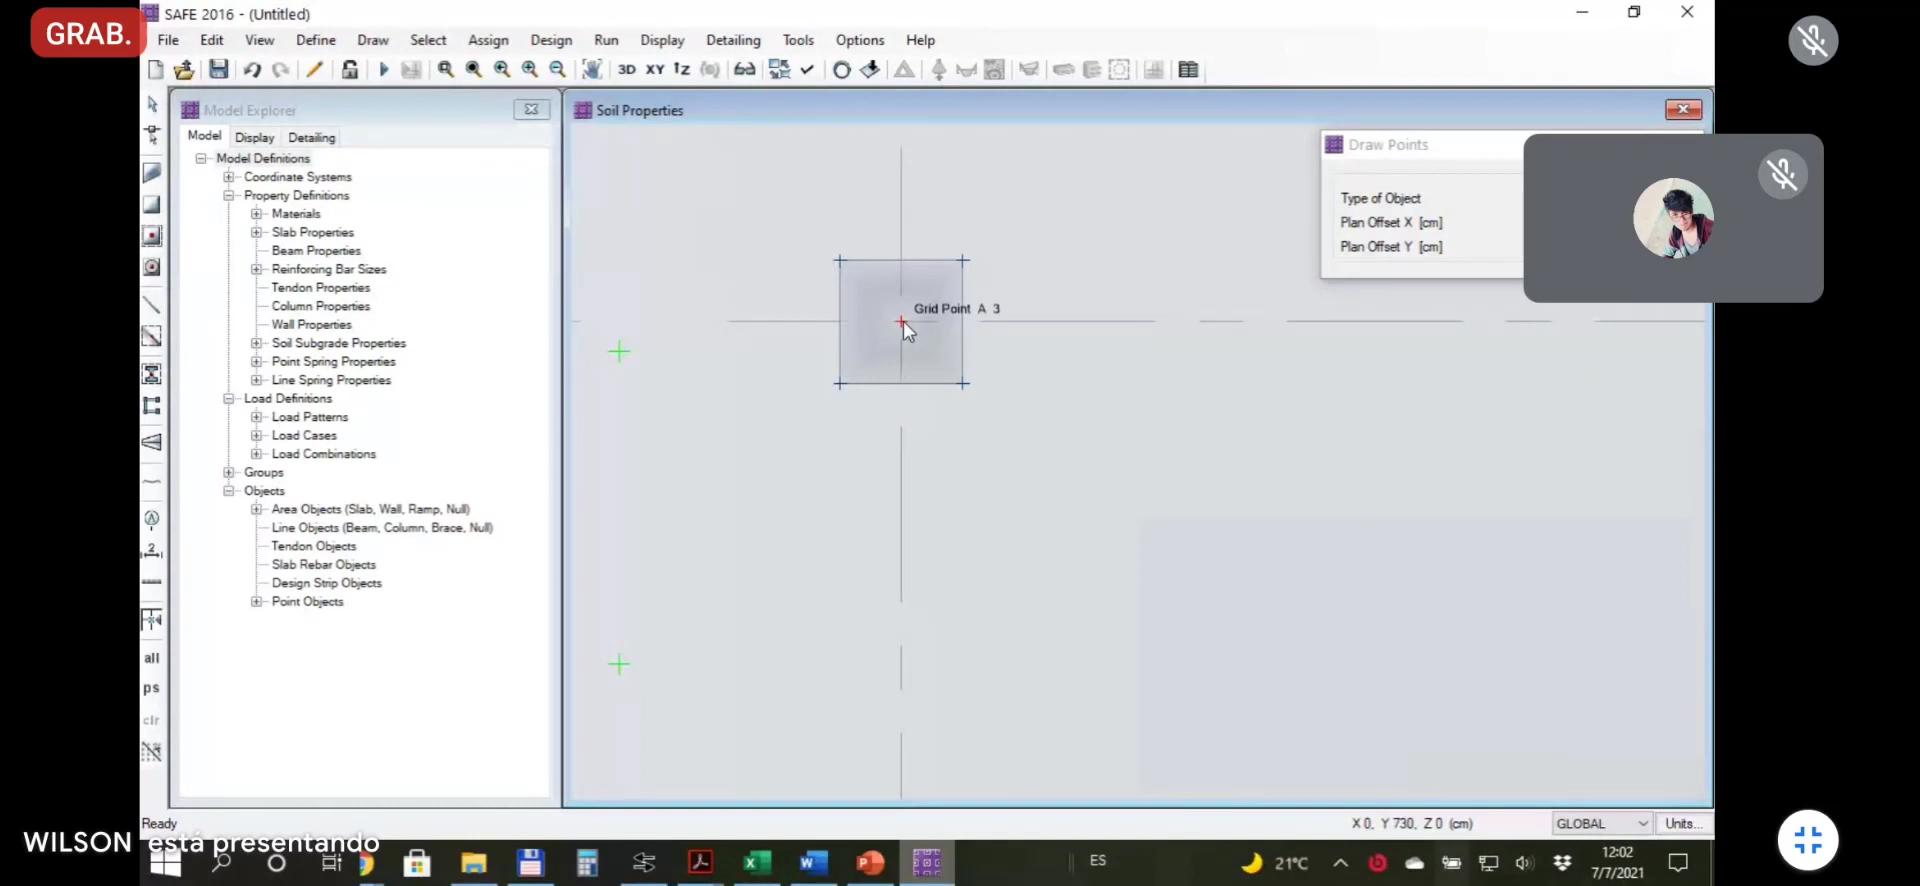 GRAB.
SAFE 2016 - (Untitled)
File Edit View Define Draw Select Assign Design Run Display Detailing Tools Options Help
3D XY
Model Explorer
Soil Properties
Model Display Detailing
Draw Points
Model Definitions
Coordinate Systems
Property Definitions
Materials
Slab Properties
Beam Properties
Reinforcing Bar Sizes
Tendon Properties
Column Properties
Wall Properties
Soil Subgrade Properties
Point Spring Properties
Line Spring Properties
Load Definitions
Load Patterns
Load Cases
Load Combinations
Groups
Objects
Area Objects (Slab, Wall, Ramp, Null)
Line Objects (Beam, Column, Brace, Null)
Tendon Objects
Slab Rebar Objects
Design Strip Objects
Point Objects
Type of Object
Plan Offset X [cm]
Plan Offset Y [cm]
Grid Point A 3
all
ps
clr
Ready
X 0, Y 730, Z 0 (cm)
GLOBAL
Units...
WILSON está presentando
ES
21°C
12:02
7/7/2021